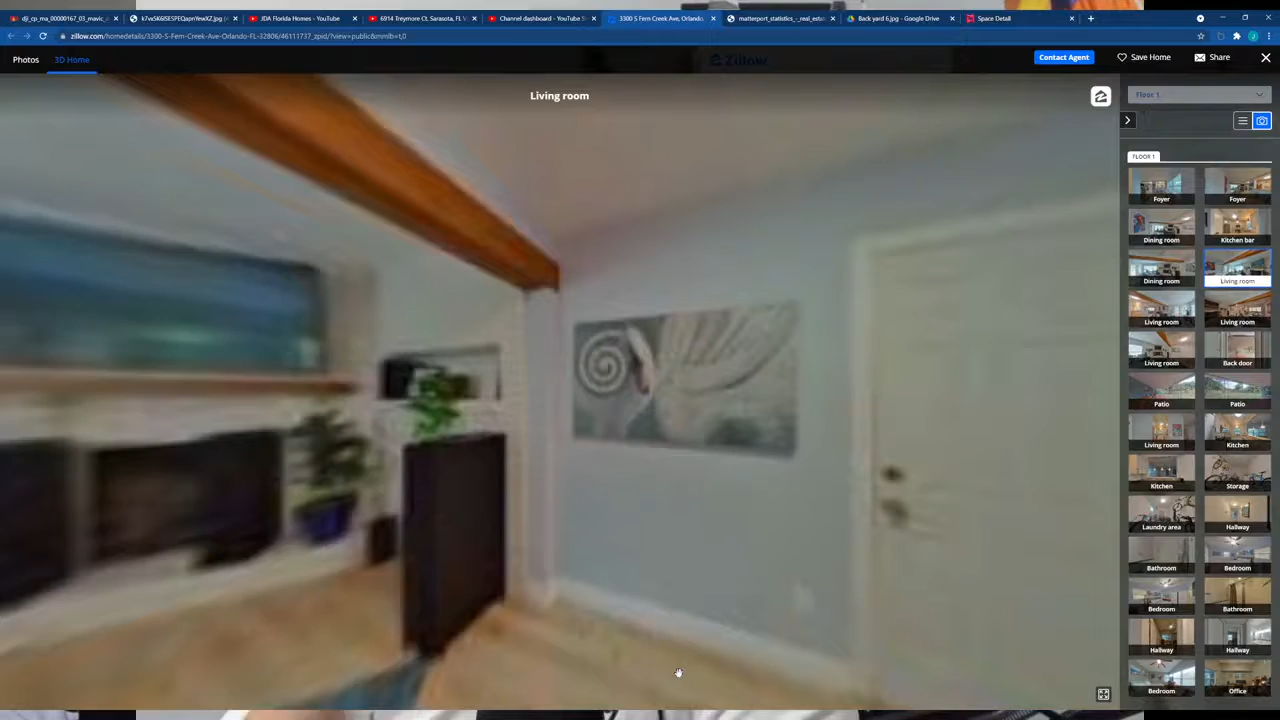 dji_cp_ma_00000167_03_mavic_
JDA Florida Homes - YouTube
6914 Treymore Ct, Sarasota, FL
Channel dashboard - YouTube S
3300 S Fern Creek Ave, Orlando,
matterport_statistics_-_real_esta
Back yard 6.jpg - Google Drive
Space Detail
zillow.com/homedetails/3300-S-Fern-Creek-Ave-Orlando-FL-32806/46111737_zpid/?view=public&mmlb=t,0
Photos
3D Home
Zillow
Contact Agent
Save Home
Share
Living room
Floor 1
FLOOR 1
Foyer
Foyer
Dining room
Kitchen bar
Dining room
Living room
Living room
Living room
Living room
Back door
Patio
Patio
Living room
Kitchen
Kitchen
Storage
Laundry area
Hallway
Bathroom
Bedroom
Bedroom
Bathroom
Hallway
Hallway
Bedroom
Office